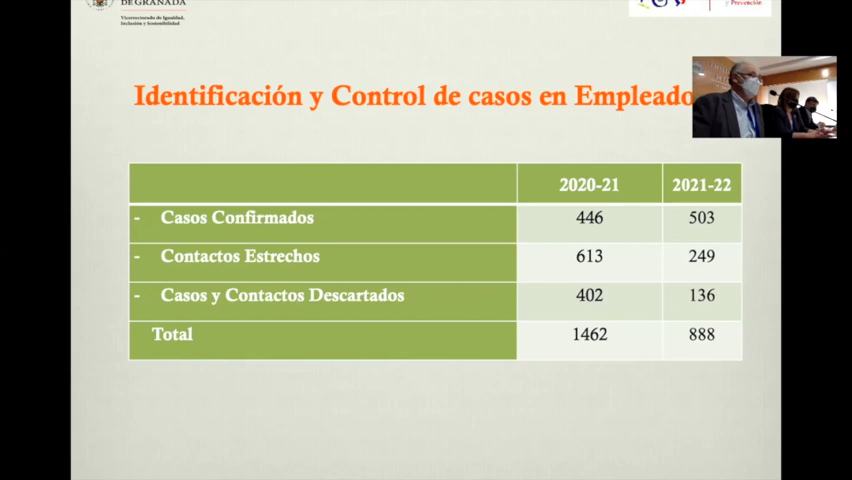 DE GRANADA
Vicerrectorado de Igualdad,
Inclusión y Sostenibilidad
y Prevención
Identificación y Control de casos en Empleado
2020-21 2021-22
- Casos Confirmados 446 503
- Contactos Estrechos 613 249
- Casos y Contactos Descartados 402 136
Total 1462 888